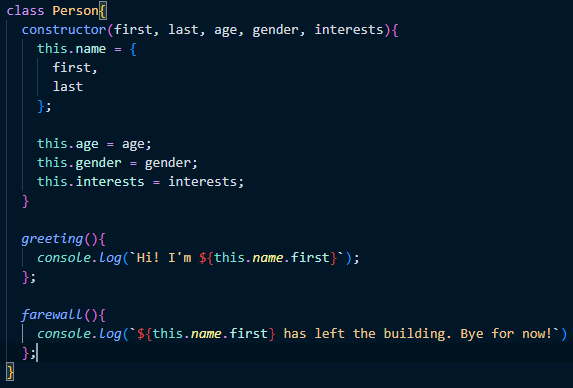 class Person{
constructor(first, last, age, gender, interests){
this.name = {
first,
last
};
this.age = age;
this.gender = gender;
this.interests = interests;
}
greeting(){
console.log(`Hi! I'm ${this.name.first}`);
};
farewall(){
console.log(`${this.name.first} has left the building. Bye for now!`)
};
}